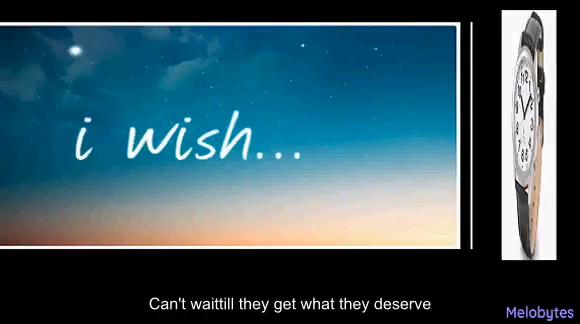 i wish...
Can't waittill they get what they deserve
Melobytes